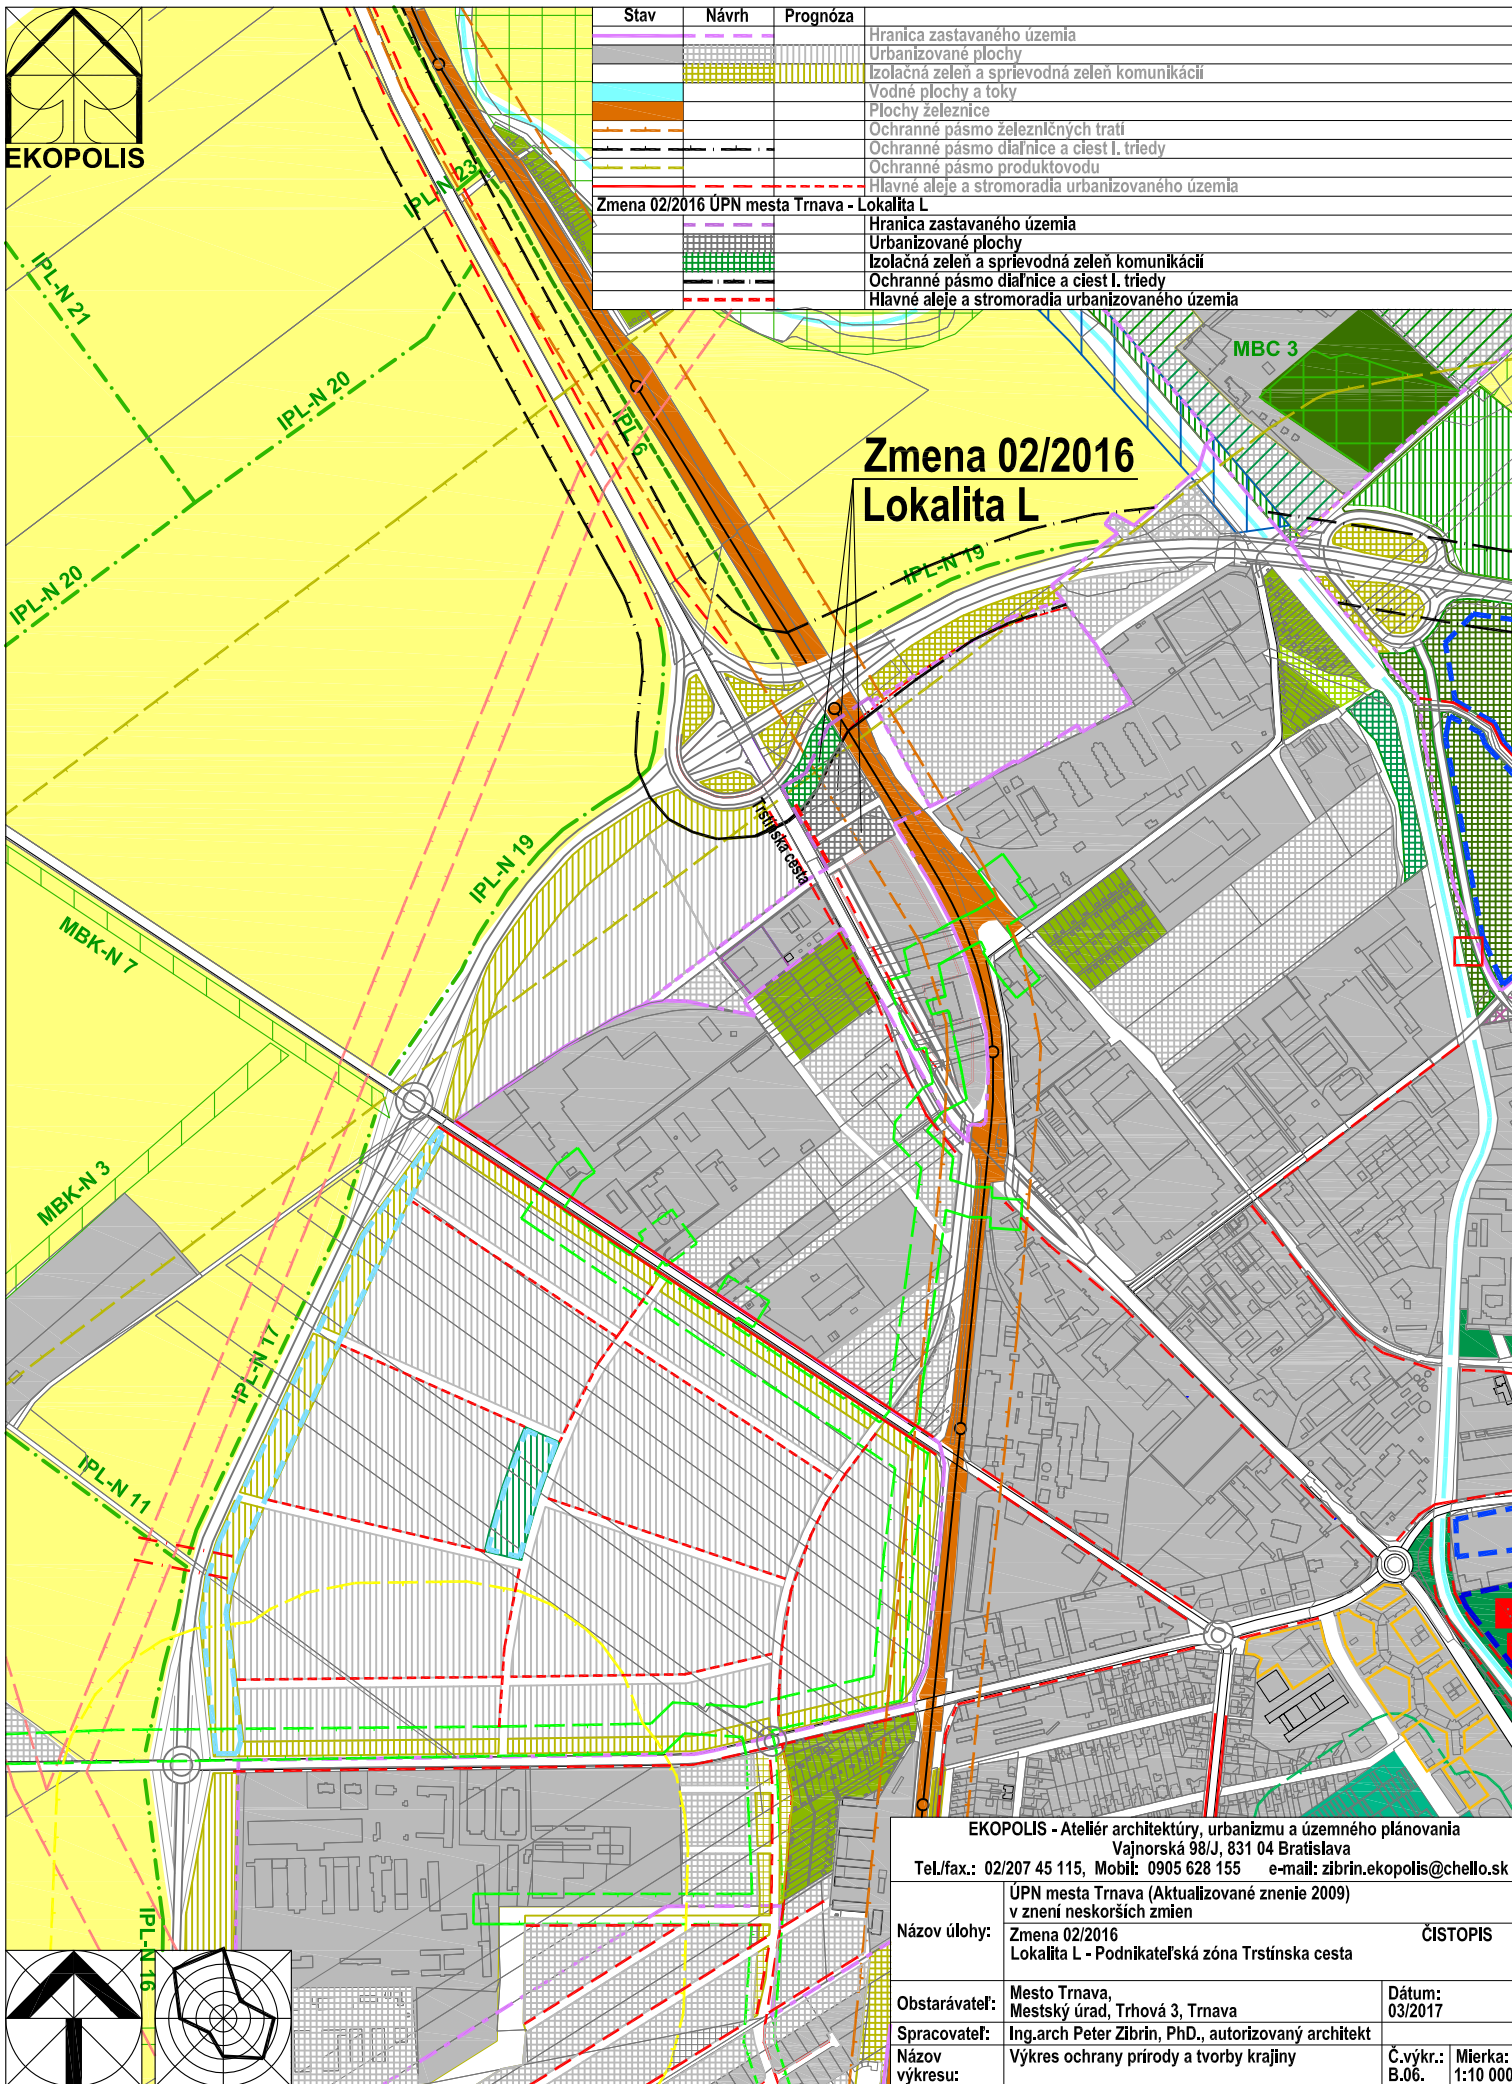 EKOPOLIS
Stav Návrh Prognóza
Hranica zastavaného územia
Urbanizované plochy
Izolačná zeleň a sprievodná zeleň komunikácií
Vodné plochy a toky
Plochy železnice
Ochranné pásmo železničných tratí
Ochranné pásmo diaľnice a ciest I. triedy
Ochranné pásmo produktovodu
Hlavné aleje a stromoradia urbanizovaného územia
Zmena 02/2016 ÚPN mesta Trnava - Lokalita L
Hranica zastavaného územia
Urbanizované plochy
Izolačná zeleň a sprievodná zeleň komunikácií
Ochranné pásmo diaľnice a ciest I. triedy
Hlavné aleje a stromoradia urbanizovaného územia
IPL-N 23
IPL-N 21
IPL-N 20
IPL-N 20
IPL 6
MBC 3
Zmena 02/2016
Lokalita L
IPL-N 19
Trstínska cesta
IPL-N 19
MBK-N 7
MBK-N 3
IPL-N 17
IPL-N 11
IPL-N 16
EKOPOLIS - Ateliér architektúry, urbanizmu a územného plánovania
Vajnorská 98/J, 831 04 Bratislava
Tel./fax.: 02/207 45 115, Mobil: 0905 628 155 e-mail: zibrin.ekopolis@chello.sk
Názov úlohy:
ÚPN mesta Trnava (Aktualizované znenie 2009)
v znení neskorších zmien
Zmena 02/2016 ČISTOPIS
Lokalita L - Podnikateľská zóna Trstínska cesta
Obstarávateľ:
Mesto Trnava,
Mestský úrad, Trhová 3, Trnava
Dátum:
03/2017
Spracovateľ: Ing.arch Peter Zibrin, PhD., autorizovaný architekt
Názov
výkresu:
Výkres ochrany prírody a tvorby krajiny
Č.výkr.:
B.06.
Mierka:
1:10 000